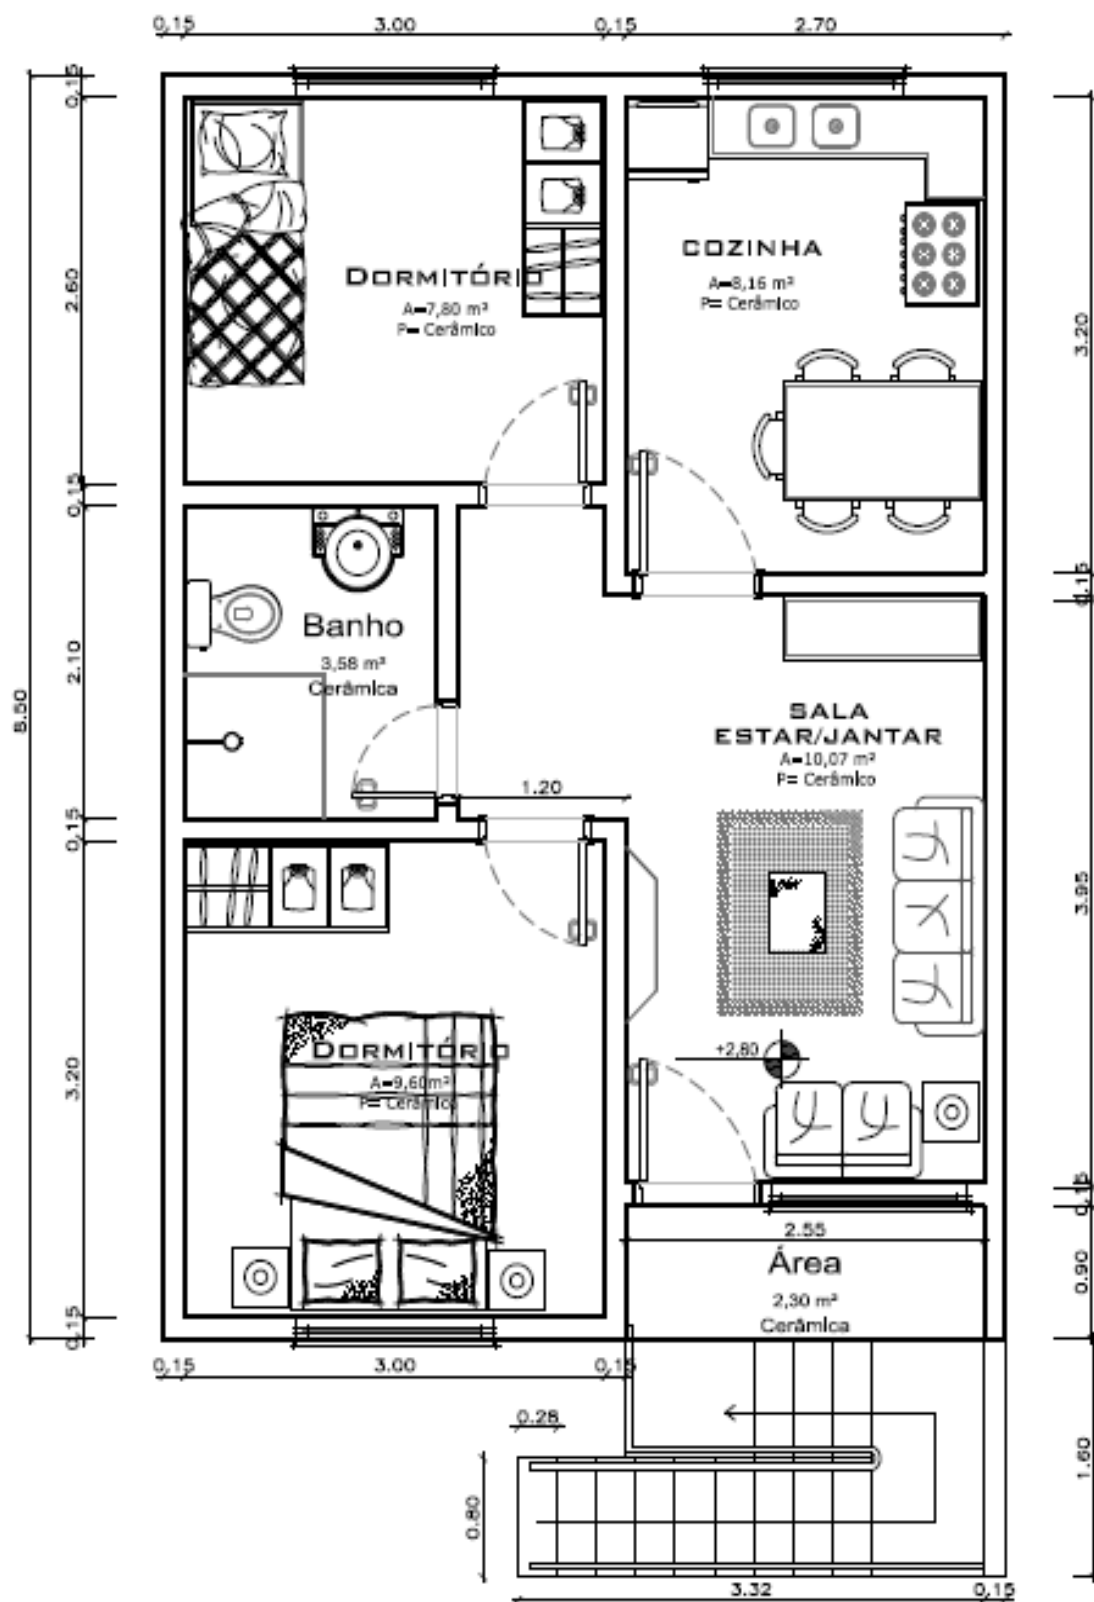 0,15
3.00
0,15
2.70
0,15
2.60
0,15
2.10
0,15
3.20
0,15
8.50
DORMITÓRIO
A=7,80 m²
P= Cerâmico
COZINHA
A=8,16 m²
P= Cerâmico
3.20
0,15
Banho
3,58 m²
Cerâmica
SALA
ESTAR/JANTAR
A=10,07 m²
P= Cerâmico
1.20
3.95
+2,80
DORMITÓRIO
A=9,60m²
P= Cerâmica
0,15
2.55
Área
2,30 m²
Cerâmica
0.90
0,15
3.00
0,15
0.28
0.80
1.60
3.32
0,15